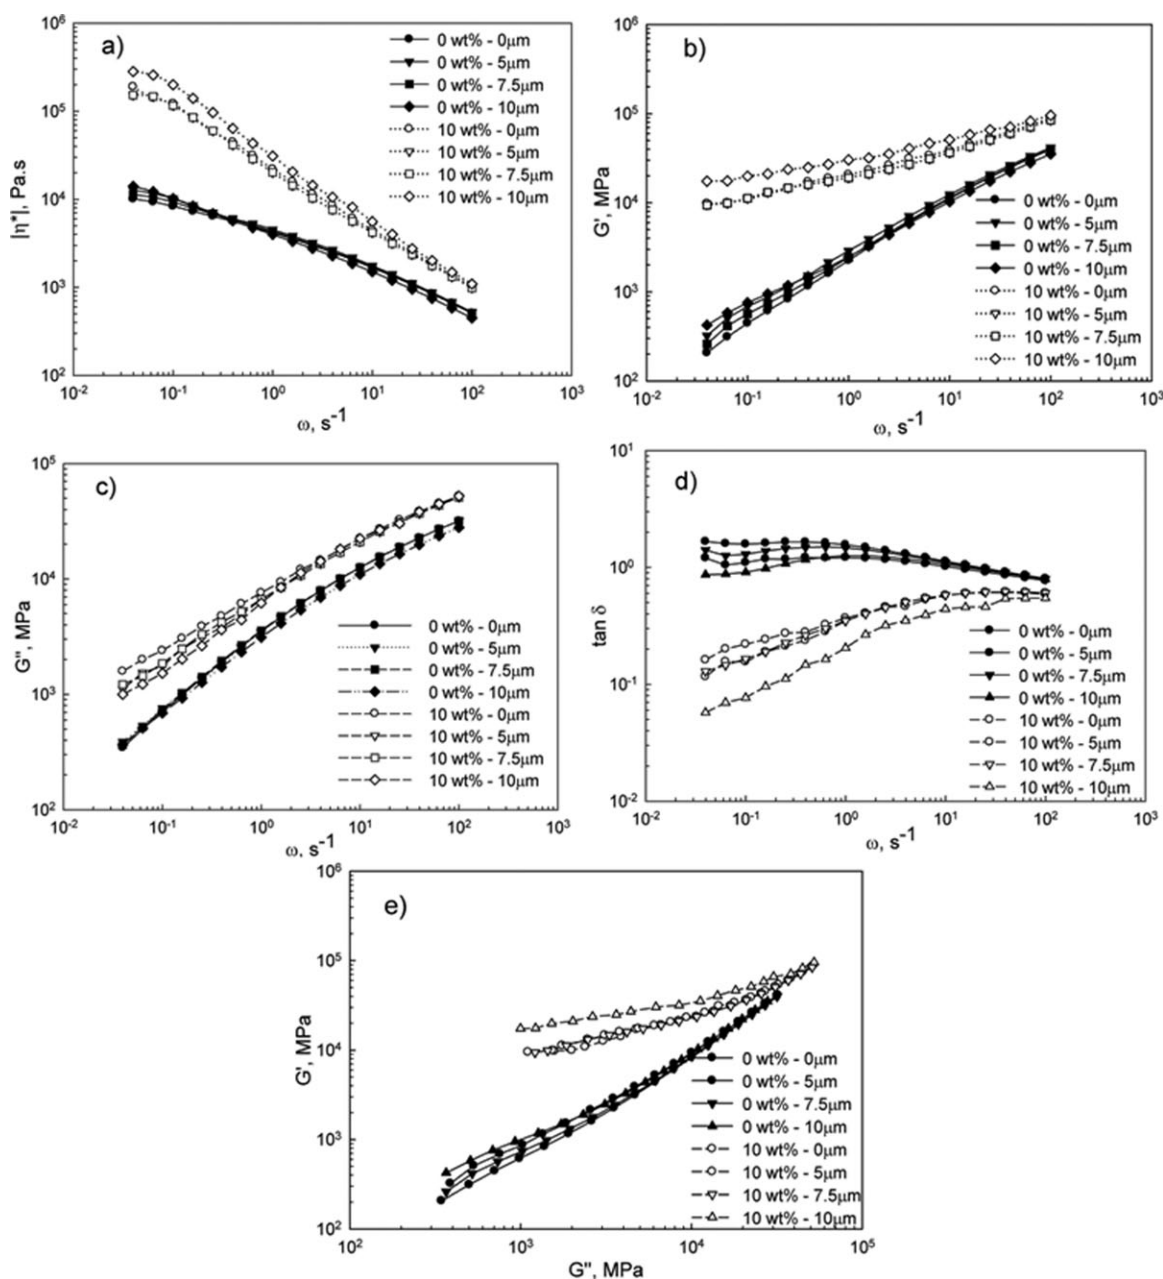 a)
10⁶
10⁵
10⁴
10³
10²
|η*|, Pa.s
0 wt% - 0μm
0 wt% - 5μm
0 wt% - 7.5μm
0 wt% - 10μm
10 wt% - 0μm
10 wt% - 5μm
10 wt% - 7.5μm
10 wt% - 10μm
10⁻² 10⁻¹ 10⁰ 10¹ 10² 10³
ω, s⁻¹
b)
10⁶
10⁵
10⁴
10³
10²
G', MPa
0 wt% - 0μm
0 wt% - 5μm
0 wt% - 7.5μm
0 wt% - 10μm
10 wt% - 0μm
10 wt% - 5μm
10 wt% - 7.5μm
10 wt% - 10μm
10⁻² 10⁻¹ 10⁰ 10¹ 10² 10³
ω, s⁻¹
c)
10⁵
10⁴
10³
10²
G'', MPa
0 wt% - 0μm
0 wt% - 5μm
0 wt% - 7.5μm
0 wt% - 10μm
10 wt% - 0μm
10 wt% - 5μm
10 wt% - 7.5μm
10 wt% - 10μm
10⁻² 10⁻¹ 10⁰ 10¹ 10² 10³
ω, s⁻¹
d)
10¹
10⁰
10⁻¹
10⁻²
tan δ
0 wt% - 0μm
0 wt% - 5μm
0 wt% - 7.5μm
0 wt% - 10μm
10 wt% - 0μm
10 wt% - 5μm
10 wt% - 7.5μm
10 wt% - 10μm
10⁻² 10⁻¹ 10⁰ 10¹ 10² 10³
ω, s⁻¹
e)
10⁶
10⁵
10⁴
10³
10²
G', MPa
0 wt% - 0μm
0 wt% - 5μm
0 wt% - 7.5μm
0 wt% - 10μm
10 wt% - 0μm
10 wt% - 5μm
10 wt% - 7.5μm
10 wt% - 10μm
10² 10³ 10⁴ 10⁵
G'', MPa